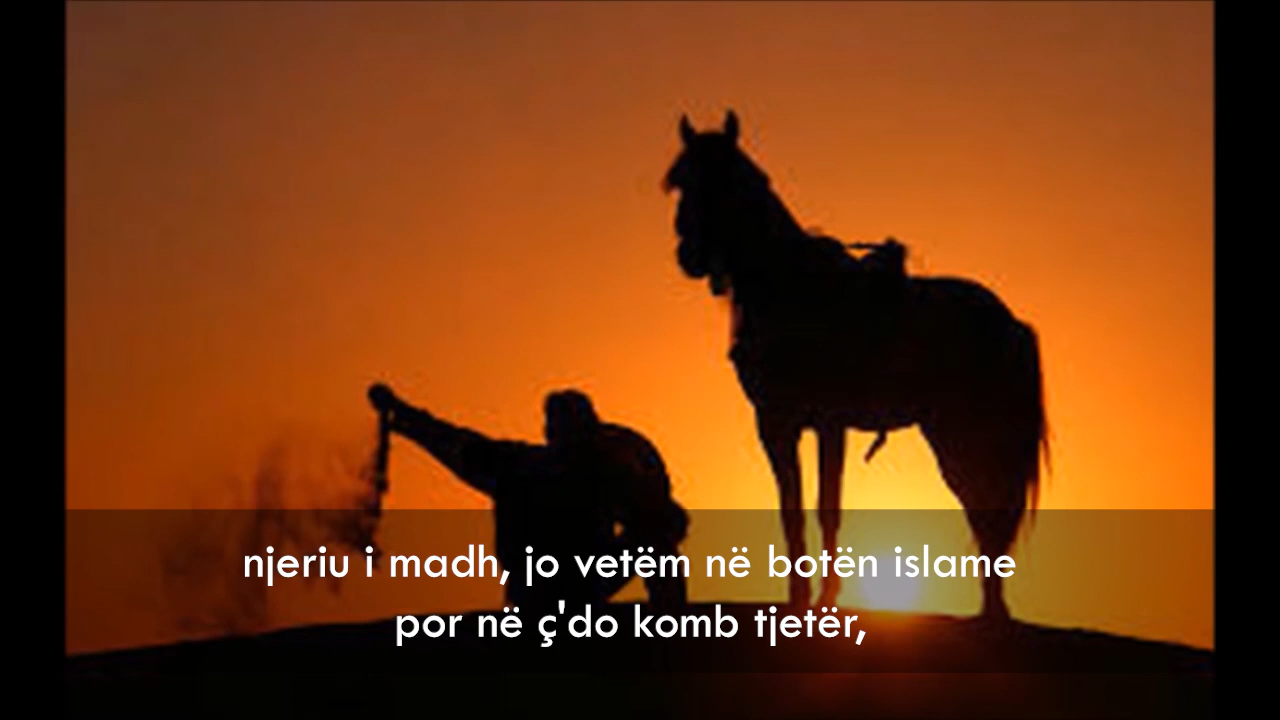 njeriu i madh, jo vetëm në botën islame
por në ç'do komb tjetër,